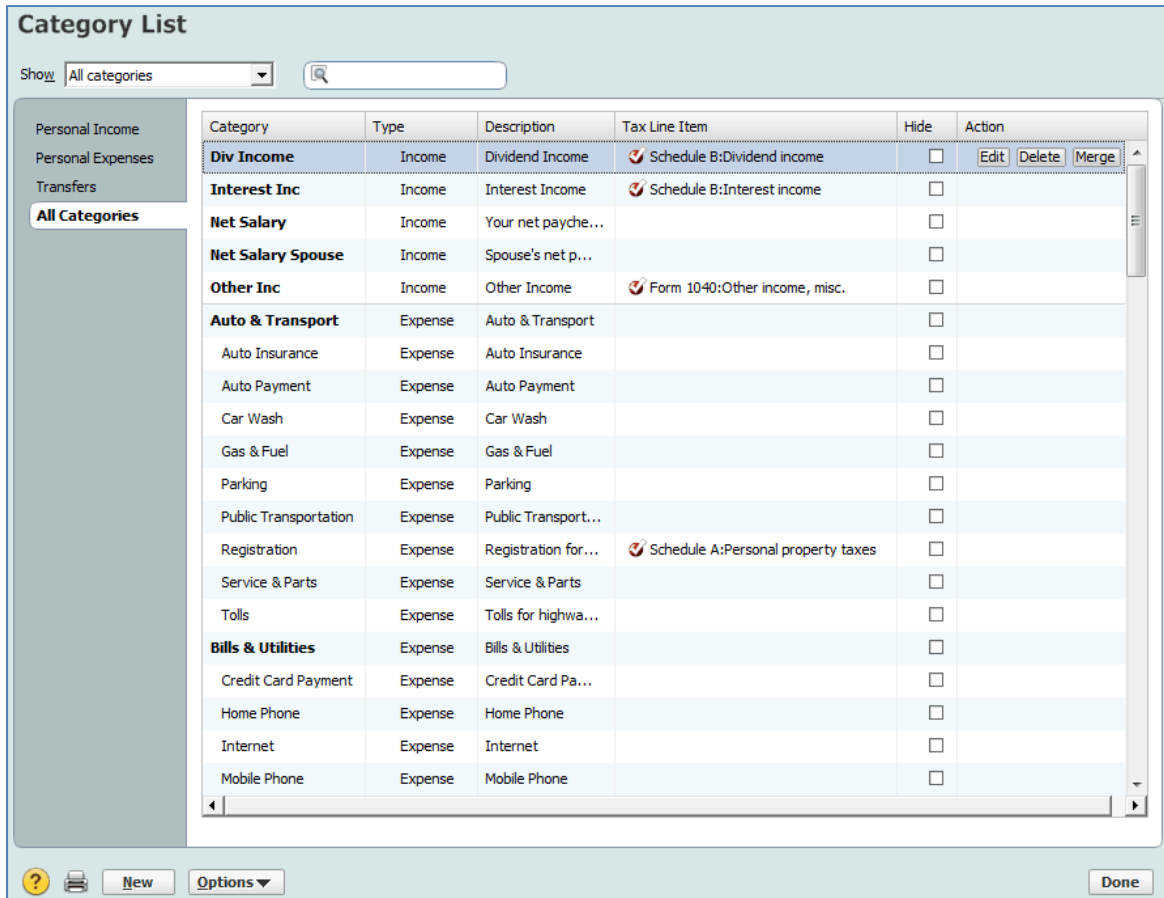 Category List
Show All categories
Personal Income
Personal Expenses
Transfers
All Categories
Category Type Description Tax Line Item Hide Action
Div Income Income Dividend Income Schedule B:Dividend income Edit Delete Merge
Interest Inc Income Interest Income Schedule B:Interest income
Net Salary Income Your net payche...
Net Salary Spouse Income Spouse's net p...
Other Inc Income Other Income Form 1040:Other income, misc.
Auto & Transport Expense Auto & Transport
Auto Insurance Expense Auto Insurance
Auto Payment Expense Auto Payment
Car Wash Expense Car Wash
Gas & Fuel Expense Gas & Fuel
Parking Expense Parking
Public Transportation Expense Public Transport...
Registration Expense Registration for... Schedule A:Personal property taxes
Service & Parts Expense Service & Parts
Tolls Expense Tolls for highwa...
Bills & Utilities Expense Bills & Utilities
Credit Card Payment Expense Credit Card Pa...
Home Phone Expense Home Phone
Internet Expense Internet
Mobile Phone Expense Mobile Phone
? New Options Done